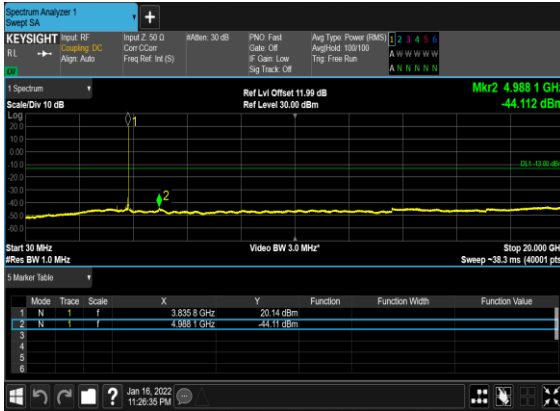 Spectrum Analyzer 1
Swept SA
+
KEYSIGHT Input: RF Input Z: 50 Ω #Atten: 30 dB PNO: Fast Avg Type: Power (RMS) 1 2 3 4 5 6
RL Coupling: DC Corr CCorr Gate: Off Avg|Hold: 100/100 A W W W W W
Align: Auto Freq Ref: Int (S) IF Gain: Low Trig: Free Run
Sig Track: Off A N N N N N
1 Spectrum Ref Lvl Offset 11.99 dB Mkr2 4.988 1 GHz
Scale/Div 10 dB Ref Level 30.00 dBm -44.112 dBm
Log
20.0 1
10.0
0.00
-10.0 DL1 -13.00 dBm
-20.0
-30.0
-40.0 2
-50.0
-60.0
Start 30 MHz Video BW 3.0 MHz* Stop 20.000 GH
#Res BW 1.0 MHz Sweep ~38.3 ms (40001 pts
5 Marker Table
Mode Trace Scale X Y Function Function Width Function Value
1 N 1 f 3.835 8 GHz 20.14 dBm
2 N 1 f 4.988 1 GHz -44.11 dBm
3
4
5
6
? Jan 16, 2022
11:26:35 PM